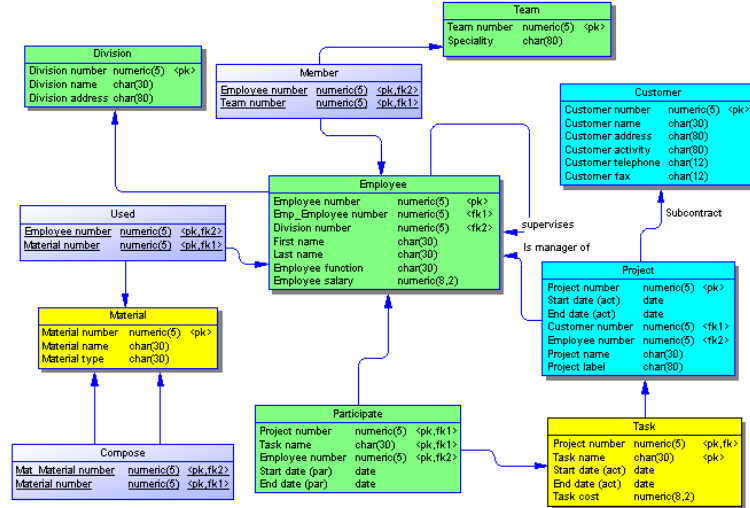 Team
Team number numeric(5) <pk>
Speciality char(80)
Division
Division number numeric(5) <pk>
Division name char(30)
Division address char(80)
Member
Employee number numeric(5) <pk,fk2>
Team number numeric(5) <pk,fk1>
Customer
Customer number numeric(5) <pk>
Customer name char(30)
Customer address char(80)
Customer activity char(80)
Customer telephone char(12)
Customer fax char(12)
Employee
Employee number numeric(5) <pk>
Emp_Employee number numeric(5) <fk1>
Division number numeric(5) <fk2>
First name char(30)
Last name char(30)
Employee function char(30)
Employee salary numeric(8,2)
supervises
Is manager of
Subcontract
Used
Employee number numeric(5) <pk,fk2>
Material number numeric(5) <pk,fk1>
Project
Project number numeric(5) <pk>
Start date (act) date
End date (act) date
Customer number numeric(5) <fk1>
Employee number numeric(5) <fk2>
Project name char(30)
Project label char(80)
Material
Material number numeric(5) <pk>
Material name char(30)
Material type char(30)
Participate
Project number numeric(5) <pk,fk1>
Task name char(30) <pk,fk1>
Employee number numeric(5) <pk,fk2>
Start date (par) date
End date (par) date
Task
Project number numeric(5) <pk,fk>
Task name char(30) <pk>
Start date (act) date
End date (act) date
Task cost numeric(8,2)
Compose
Mat_Material number numeric(5) <pk,fk2>
Material number numeric(5) <pk,fk1>